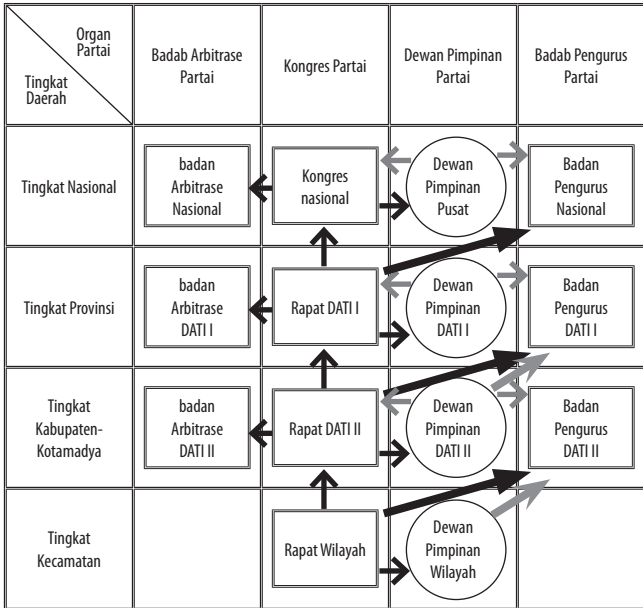 Organ
Partai
Tingkat
Daerah
Badab Arbitrase
Partai
Kongres Partai
Dewan Pimpinan
Partai
Badab Pengurus
Partai
Tingkat Nasional
badan
Arbitrase
Nasional
Kongres
nasional
Dewan
Pimpinan
Pusat
Badan
Pengurus
Nasional
Tingkat Provinsi
badan
Arbitrase
DATI I
Rapat DATI I
Dewan
Pimpinan
DATI I
Badan
Pengurus
DATI I
Tingkat
Kabupaten-
Kotamadya
badan
Arbitrase
DATI II
Rapat DATI II
Dewan
Pimpinan
DATI II
Badan
Pengurus
DATI II
Tingkat
Kecamatan
Rapat Wilayah
Dewan
Pimpinan
Wilayah